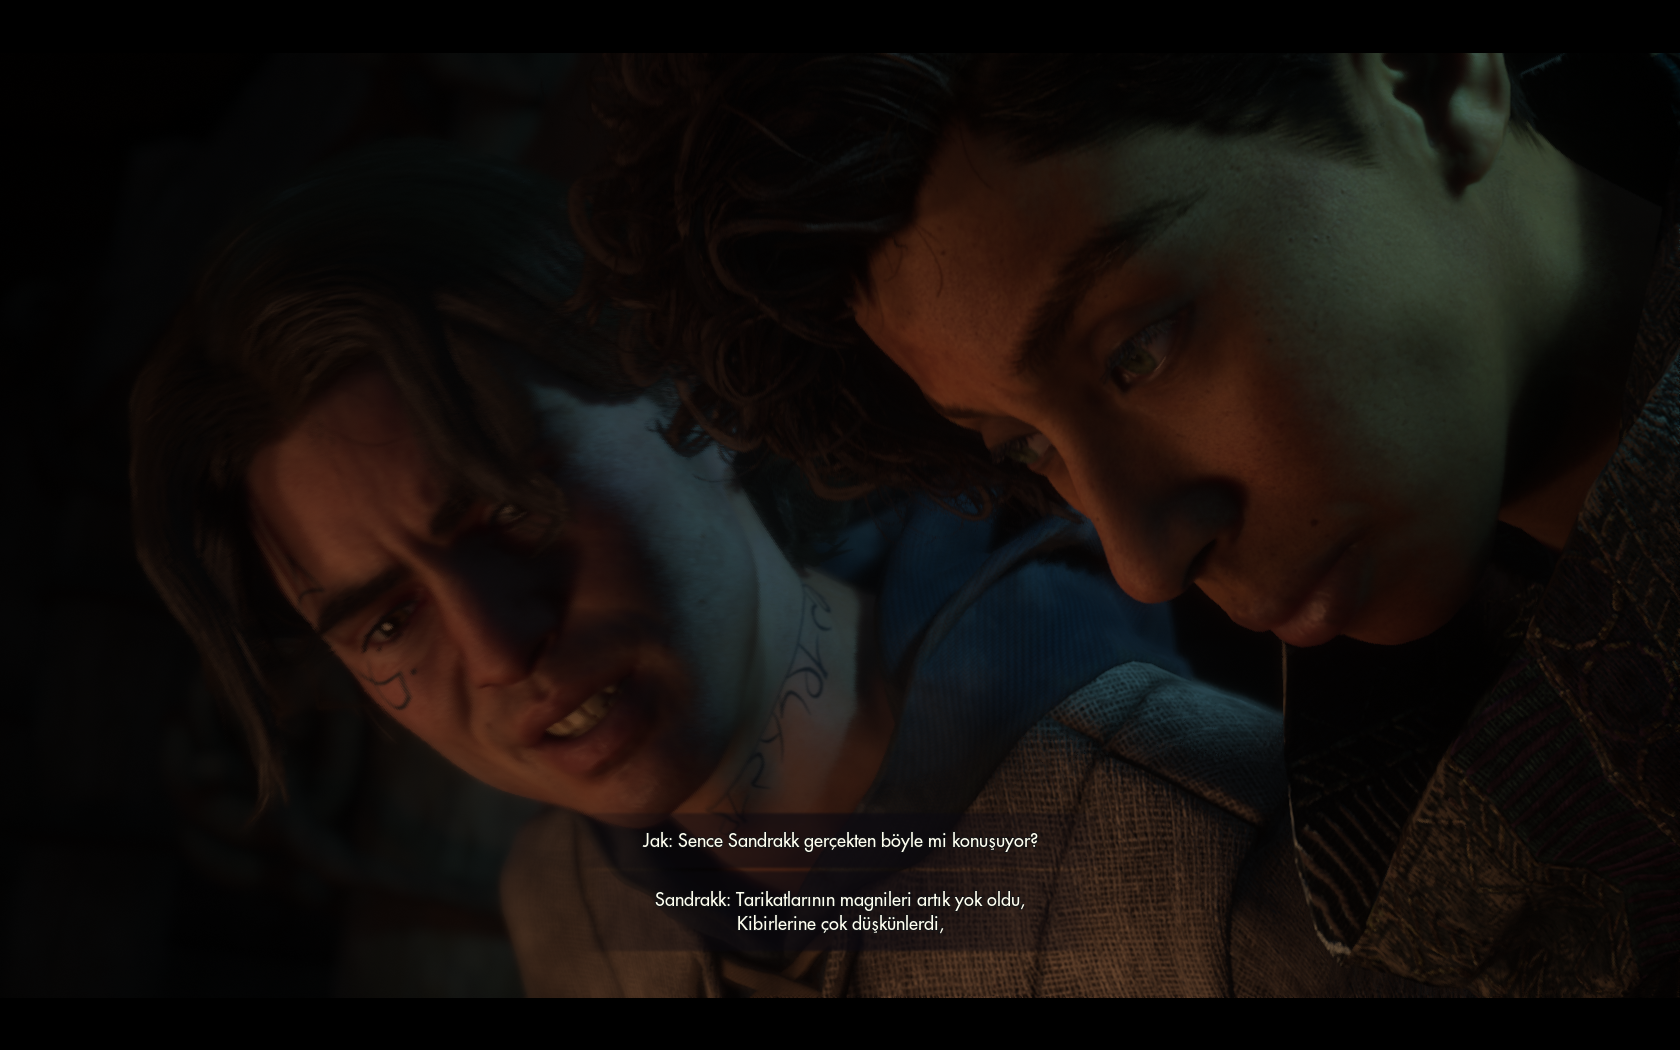 Jak: Sence Sandrakk gerçekten böyle mi konuşuyor?
Sandrakk: Tarikatlarının magnileri artık yok oldu,
Kibirlerine çok düşkünlerdi,